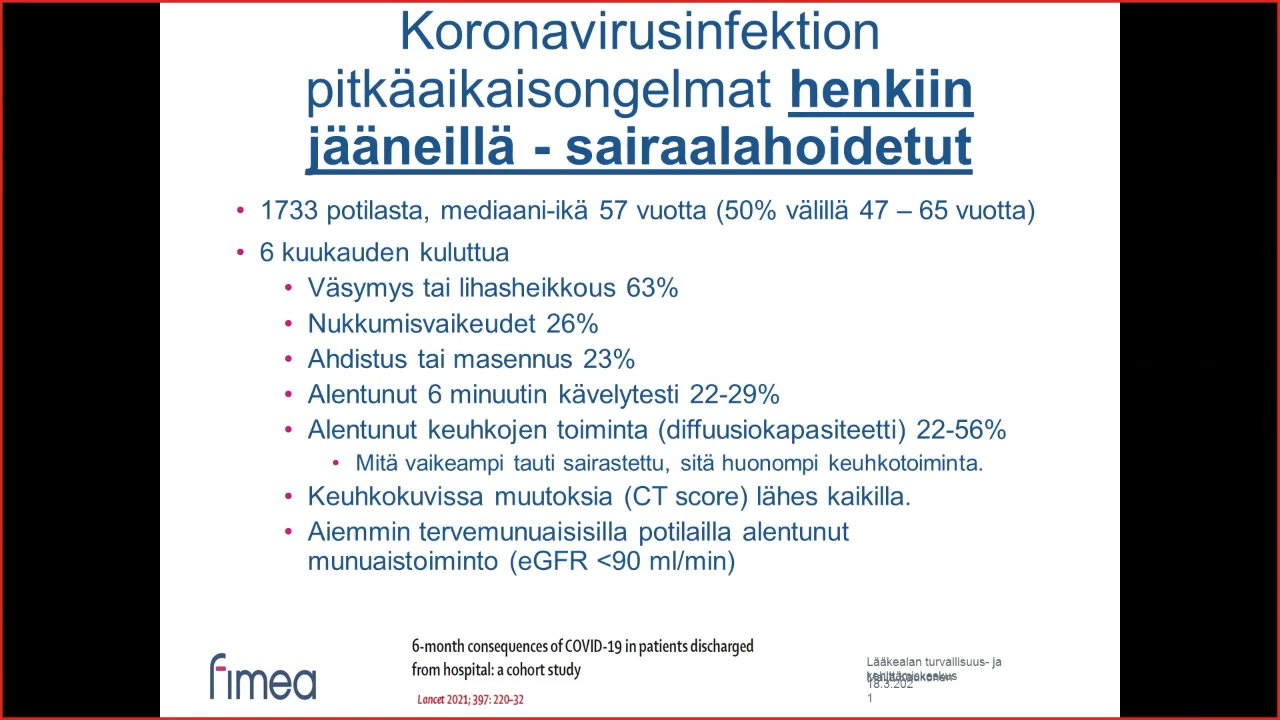 Koronavirusinfektion
pitkäaikaisongelmat henkiin
jääneillä - sairaalahoidetut
• 1733 potilasta, mediaani-ikä 57 vuotta (50% välillä 47 – 65 vuotta)
• 6 kuukauden kuluttua
• Väsymys tai lihasheikkous 63%
• Nukkumisvaikeudet 26%
• Ahdistus tai masennus 23%
• Alentunut 6 minuutin kävelytesti 22-29%
• Alentunut keuhkojen toiminta (diffuusiokapasiteetti) 22-56%
• Mitä vaikeampi tauti sairastettu, sitä huonompi keuhkotoiminta.
• Keuhkokuvissa muutoksia (CT score) lähes kaikilla.
• Aiemmin tervemunuaisisilla potilailla alentunut
munuaistoiminto (eGFR <90 ml/min)
6-month consequences of COVID-19 in patients discharged
from hospital: a cohort study
Lancet 2021; 397: 220–32
fimea
Lääkealan turvallisuus- ja
18.3.202
1